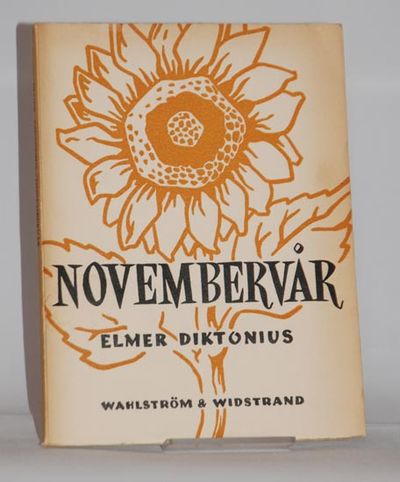 NOVEMBERVÅR
ELMER DIKTONIUS
WAHLSTRÖM & WIDSTRAND